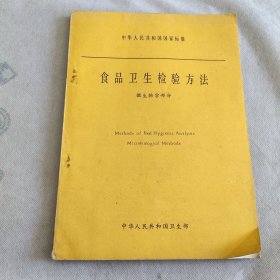 中华人民共和国国家标准
食品卫生检验方法
微生物学部分
Methods of Food Hygienic Analysis
Microbiological Methods
中华人民共和国卫生部